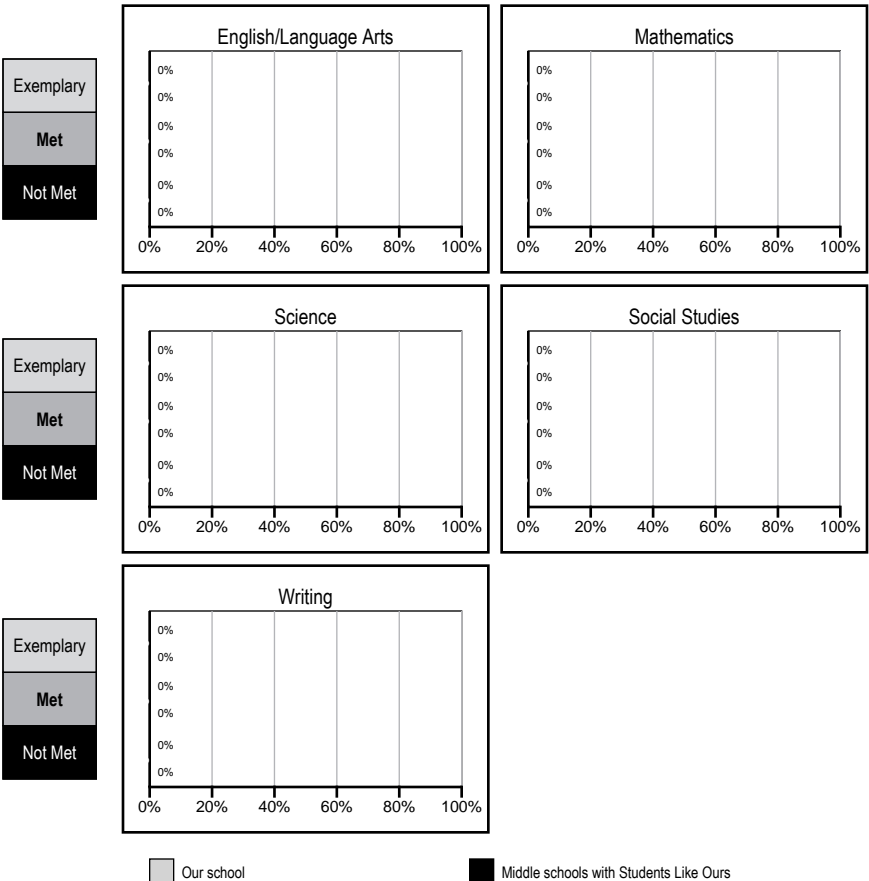 English/Language Arts
Exemplary
Met
Not Met
0%
0%
0%
0%
0%
0%
0% 20% 40% 60% 80% 100%
Mathematics
0%
0%
0%
0%
0%
0%
0% 20% 40% 60% 80% 100%
Science
Exemplary
Met
Not Met
0%
0%
0%
0%
0%
0%
0% 20% 40% 60% 80% 100%
Social Studies
0%
0%
0%
0%
0%
0%
0% 20% 40% 60% 80% 100%
Writing
Exemplary
Met
Not Met
0%
0%
0%
0%
0%
0%
0% 20% 40% 60% 80% 100%
Our school
Middle schools with Students Like Ours